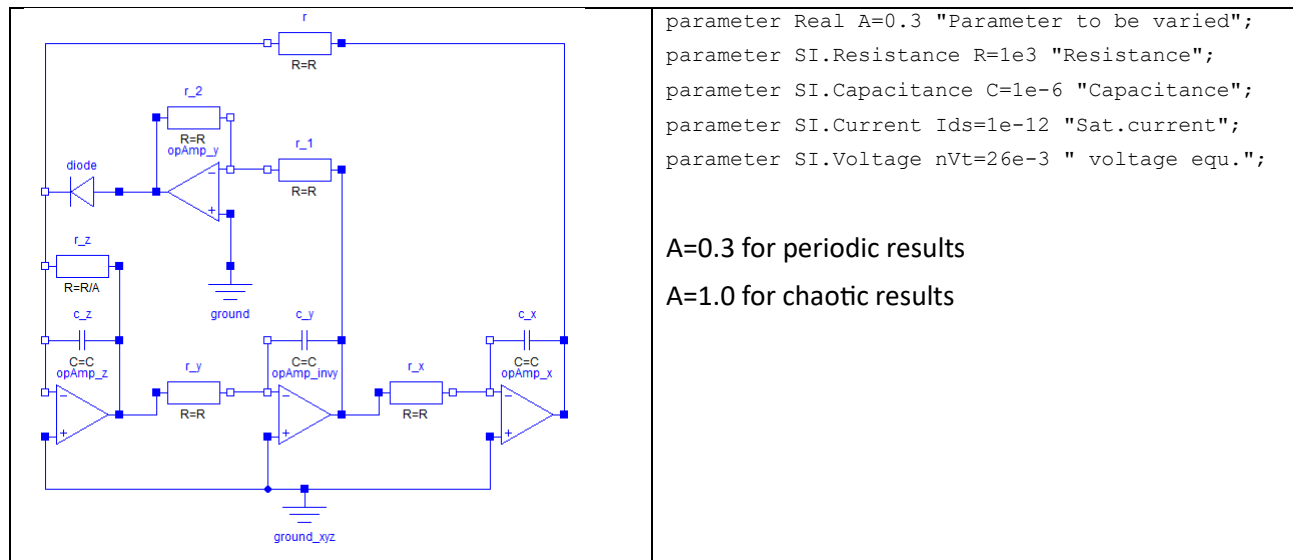 r
R=R
r_2
R=R
opAmp_y
r_1
R=R
diode
−
+
r_z
R=R/A
ground
c_z
C=C
opAmp_z
−
+
r_y
R=R
c_y
C=C
opAmp_invy
−
+
r_x
R=R
c_x
C=C
opAmp_x
−
+
ground_xyz
parameter Real A=0.3 "Parameter to be varied";
parameter SI.Resistance R=1e3 "Resistance";
parameter SI.Capacitance C=1e-6 "Capacitance";
parameter SI.Current Ids=1e-12 "Sat.current";
parameter SI.Voltage nVt=26e-3 " voltage equ.";
A=0.3 for periodic results
A=1.0 for chaotic results